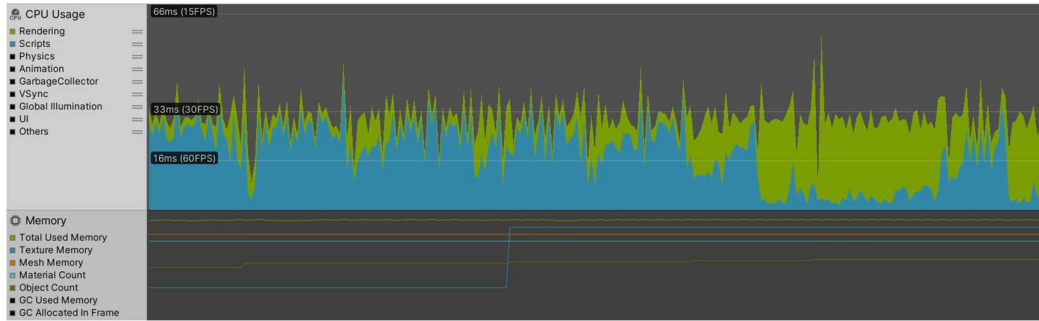 CPU Usage
Rendering
Scripts
Physics
Animation
GarbageCollector
VSync
Global Illumination
UI
Others
66ms (15FPS)
33ms (30FPS)
16ms (60FPS)
Memory
Total Used Memory
Texture Memory
Mesh Memory
Material Count
Object Count
GC Used Memory
GC Allocated In Frame